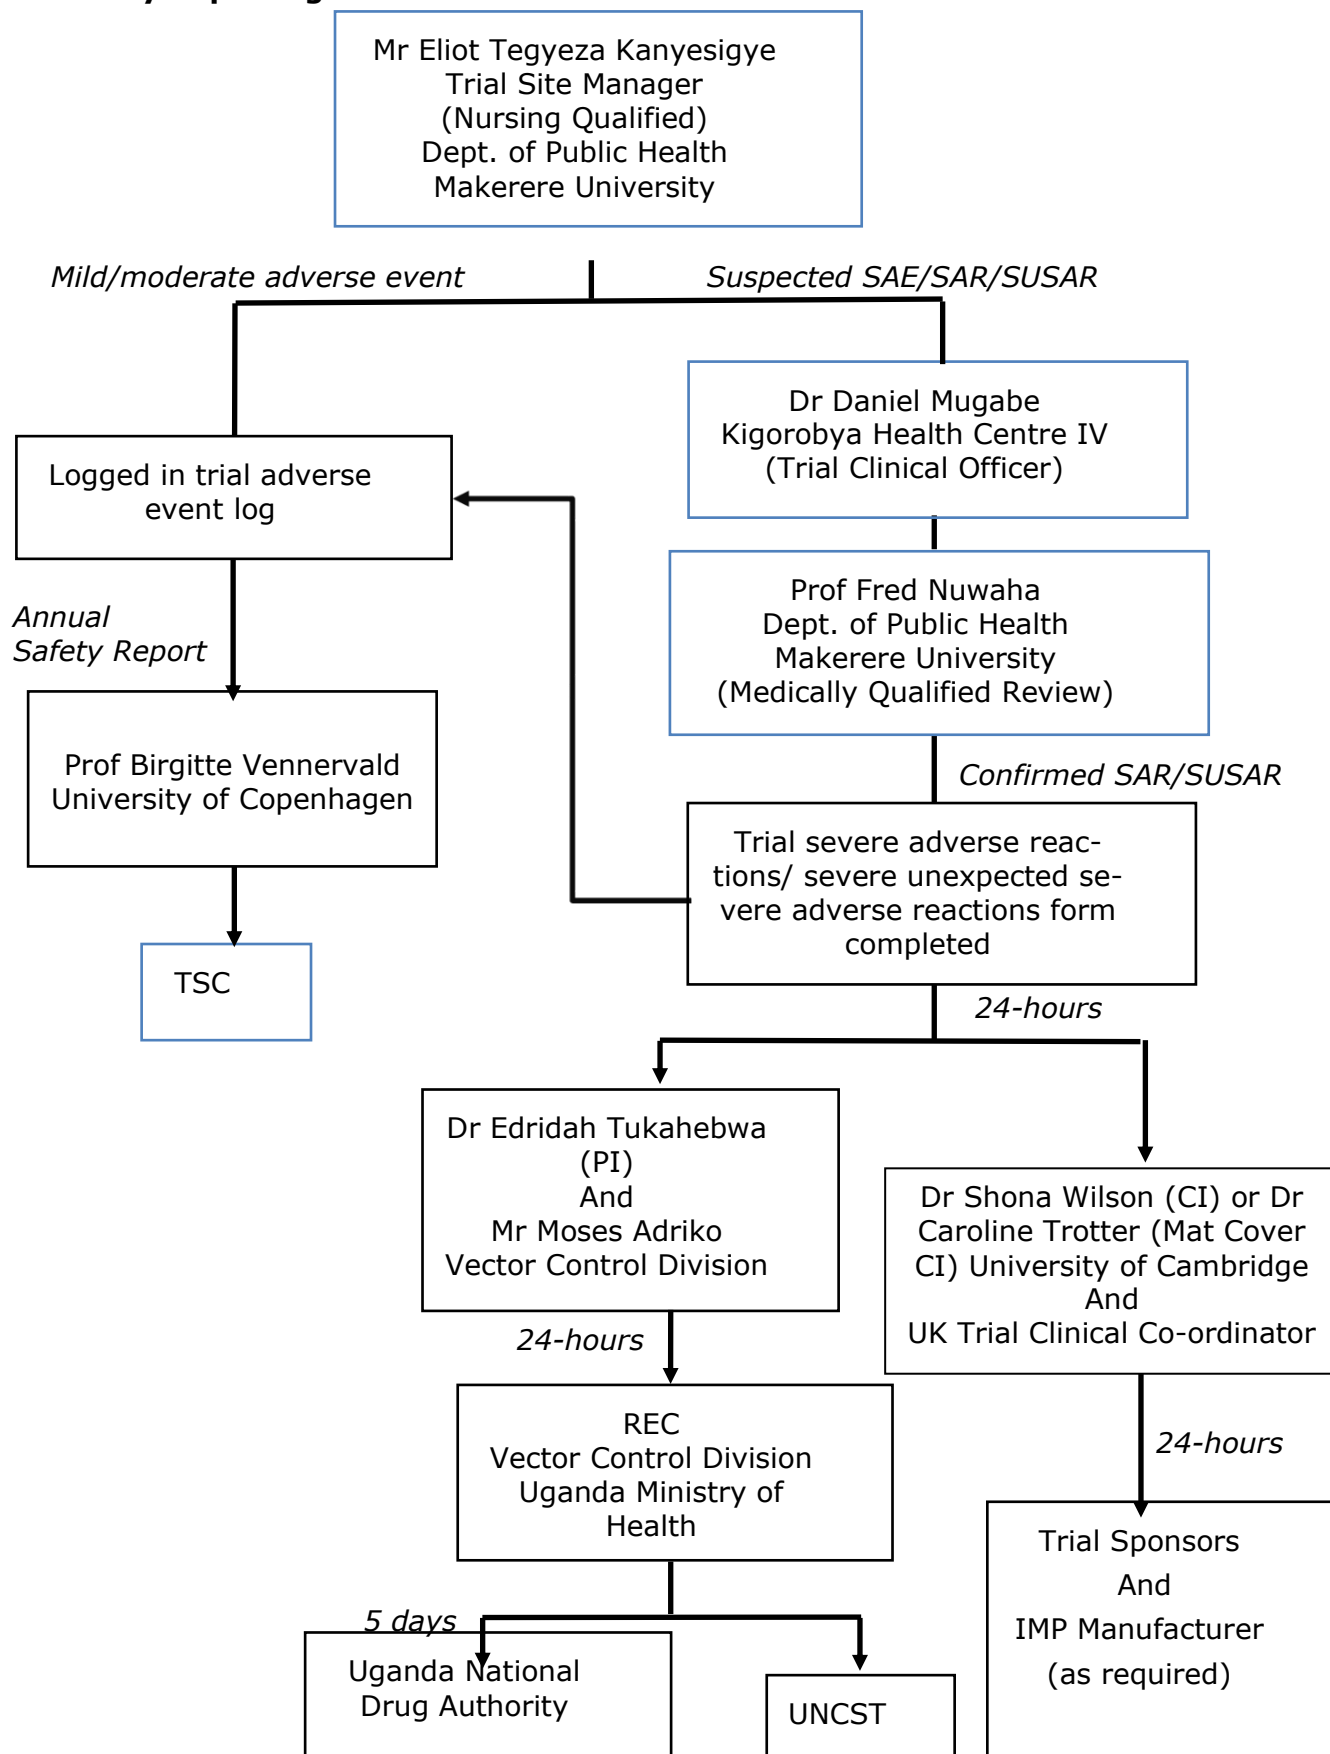 Mr Eliot Tegyeza Kanyesigye
Trial Site Manager
(Nursing Qualified)
Dept. of Public Health
Makerere University
Mild/moderate adverse event
Suspected SAE/SAR/SUSAR
Dr Daniel Mugabe
Kigorobya Health Centre IV
(Trial Clinical Officer)
Logged in trial adverse
event log
Prof Fred Nuwaha
Dept. of Public Health
Makerere University
(Medically Qualified Review)
Annual
Safety Report
Prof Birgitte Vennervald
University of Copenhagen
Confirmed SAR/SUSAR
Trial severe adverse reac-
tions/ severe unexpected se-
vere adverse reactions form
completed
TSC
24-hours
Dr Edridah Tukahebwa
(PI)
And
Mr Moses Adriko
Vector Control Division
Dr Shona Wilson (CI) or Dr
Caroline Trotter (Mat Cover
CI) University of Cambridge
And
UK Trial Clinical Co-ordinator
24-hours
REC
Vector Control Division
Uganda Ministry of
Health
24-hours
Trial Sponsors
And
IMP Manufacturer
(as required)
5 days
Uganda National
Drug Authority
UNCST